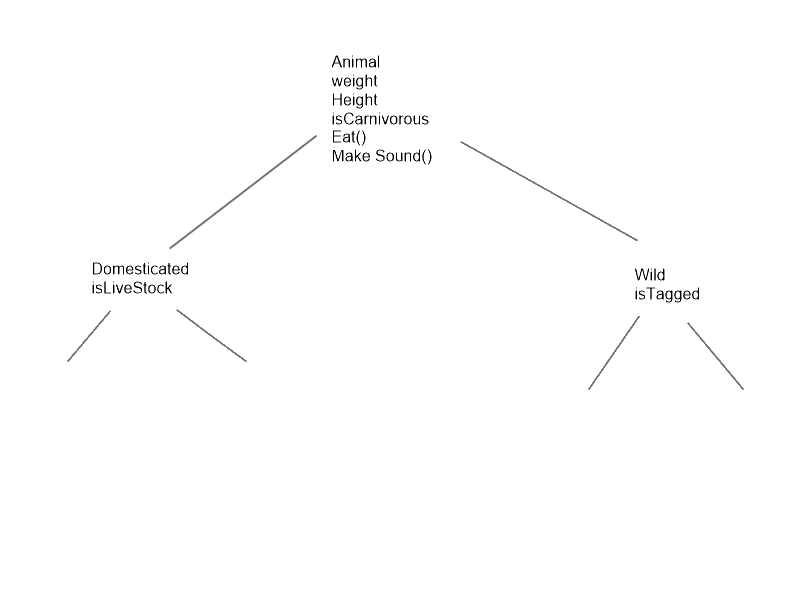 Animal
weight
Height
isCarnivorous
Eat()
Make Sound()
Domesticated
isLiveStock
Wild
isTagged